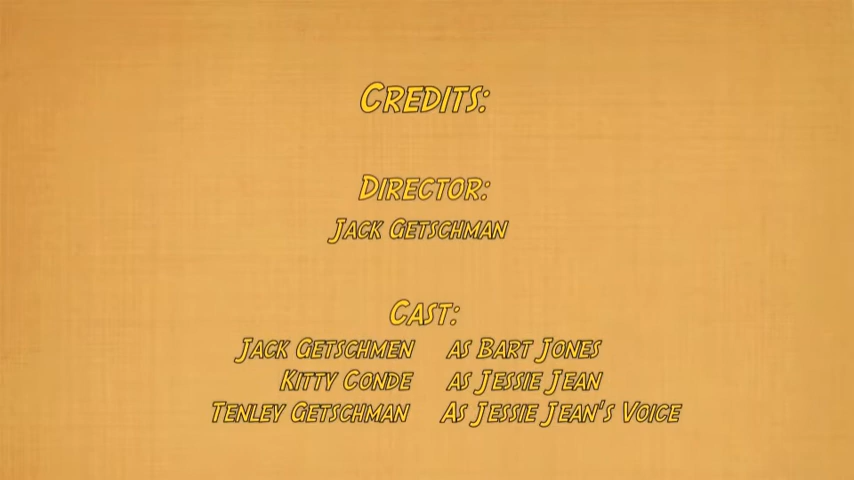 Credits:
Director:
Jack Getschman
Cast:
Jack Getschmen as Bart Jones
Kitty Conde as Jessie Jean
Tenley Getschman As Jessie Jean's Voice